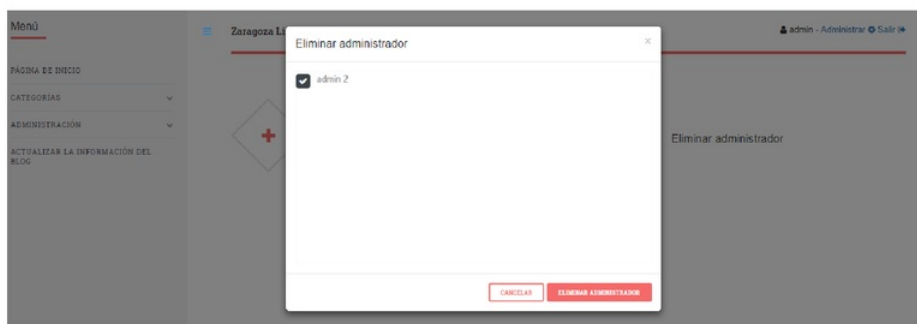 Menú
PÁGINA DE INICIO
CATEGORÍAS
ADMINISTRACIÓN
ACTUALIZAR LA INFORMACIÓN DEL
BLOG
Zaragoza Li
admin - Administrar Salir
Eliminar administrador
×
admin 2
Eliminar administrador
CANCELAR
ELIMINAR ADMINISTRADOR